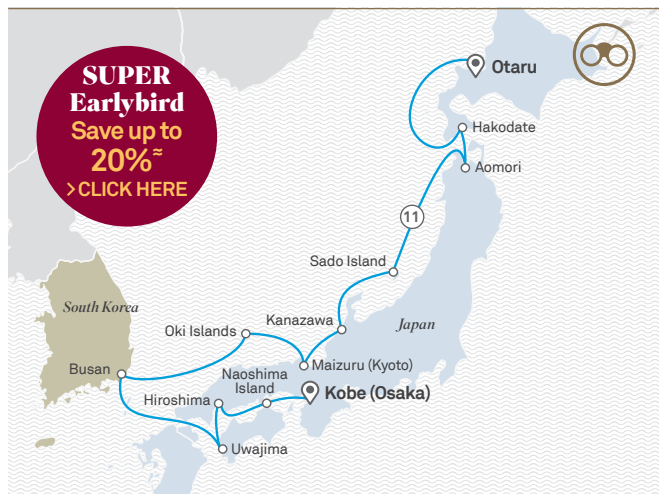 SUPER
Earlybird
Save up to
20%≈
>CLICK HERE
Otaru
Hakodate
Aomori
11
Sado Island
South Korea
Kanazawa
Japan
Oki Islands
Busan
Maizuru (Kyoto)
Naoshima
Island
Hiroshima
Kobe (Osaka)
Uwajima